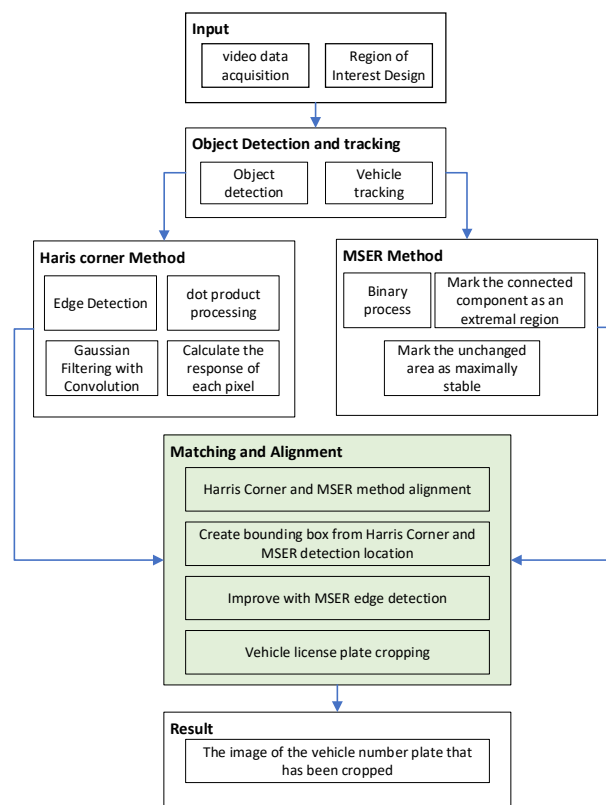 Input
video data
acquisition
Region of
Interest Design
Object Detection and tracking
Object
detection
Vehicle
tracking
Haris corner Method
Edge Detection
dot product
processing
Gaussian
Filtering with
Convolution
Calculate the
response of
each pixel
MSER Method
Binary
process
Mark the connected
component as an
extremal region
Mark the unchanged
area as maximally
stable
Matching and Alignment
Harris Corner and MSER method alignment
Create bounding box from Harris Corner and
MSER detection location
Improve with MSER edge detection
Vehicle license plate cropping
Result
The image of the vehicle number plate that
has been cropped